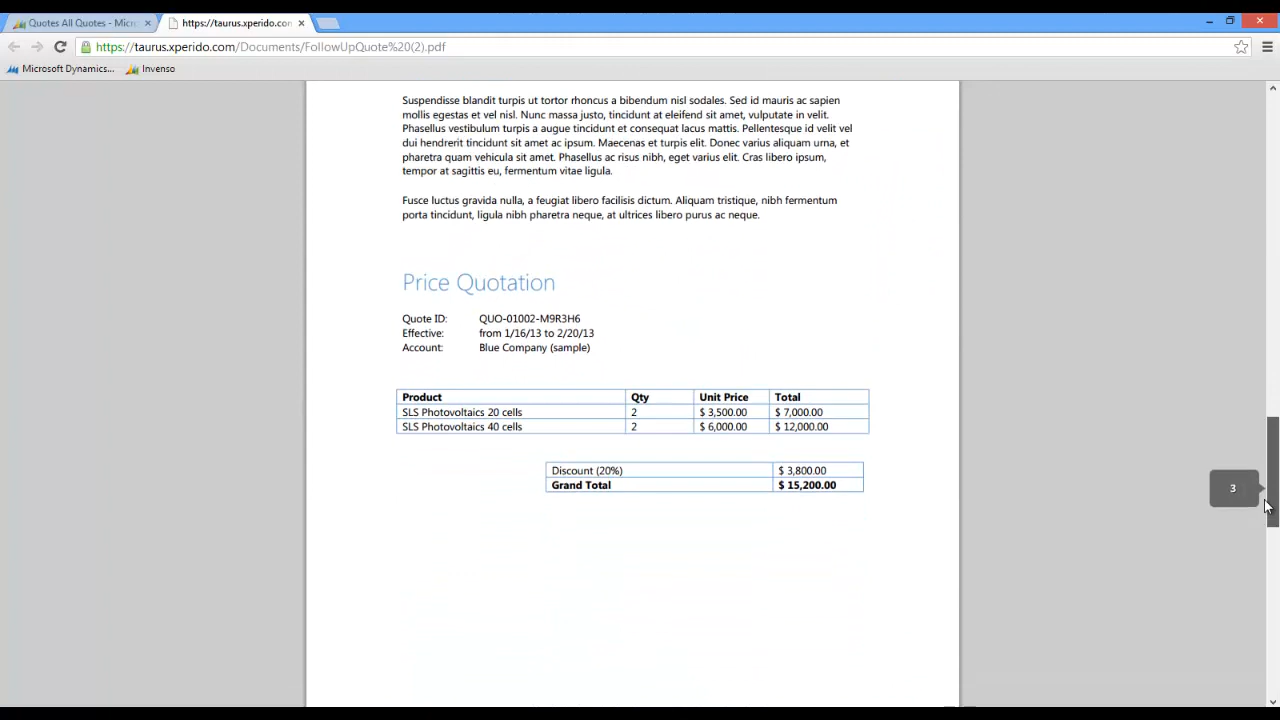 Quotes All Quotes - Micro
https://taurus.xperido.con
https://taurus.xperido.com/Documents/FollowUpQuote%20(2).pdf
Microsoft Dynamics... Invenso
Suspendisse blandit turpis ut tortor rhoncus a bibendum nisl sodales. Sed id mauris ac sapien
mollis egestas et vel nisl. Nunc massa justo, tincidunt at eleifend sit amet, vulputate in velit.
Phasellus vestibulum turpis a augue tincidunt et consequat lacus mattis. Pellentesque id velit vel
dui hendrerit tincidunt sit amet ac ipsum. Maecenas et turpis elit. Donec varius aliquam urna, et
pharetra quam vehicula sit amet. Phasellus ac risus nibh, eget varius elit. Cras libero ipsum,
tempor at sagittis eu, fermentum vitae ligula.
Fusce luctus gravida nulla, a feugiat libero facilisis dictum. Aliquam tristique, nibh fermentum
porta tincidunt, ligula nibh pharetra neque, at ultrices libero purus ac neque.
Price Quotation
Quote ID: QUO-01002-M9R3H6
Effective: from 1/16/13 to 2/20/13
Account: Blue Company (sample)
Product Qty Unit Price Total
SLS Photovoltaics 20 cells 2 $ 3,500.00 $ 7,000.00
SLS Photovoltaics 40 cells 2 $ 6,000.00 $ 12,000.00
Discount (20%) $ 3,800.00
Grand Total $ 15,200.00
3